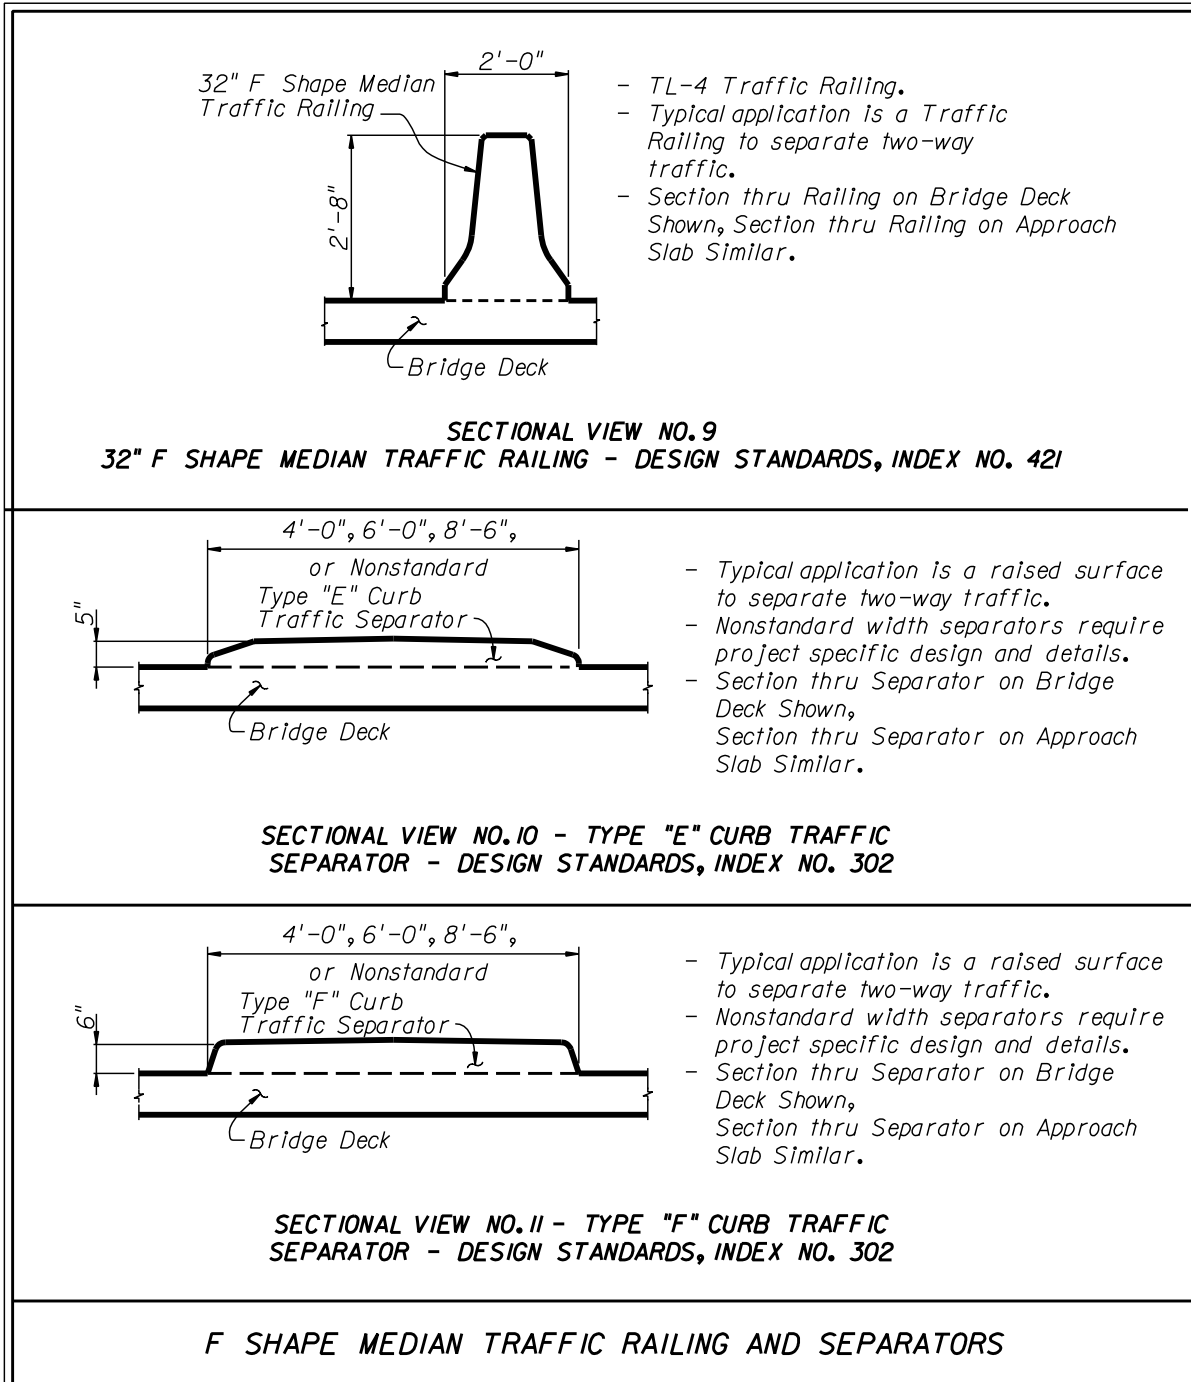 2'-0"
32" F Shape Median
Traffic Railing
2'-8"
Bridge Deck
- TL-4 Traffic Railing.
- Typical application is a Traffic
Railing to separate two-way
traffic.
- Section thru Railing on Bridge Deck
Shown, Section thru Railing on Approach
Slab Similar.
SECTIONAL VIEW NO. 9
32" F SHAPE MEDIAN TRAFFIC RAILING - DESIGN STANDARDS, INDEX NO. 421
4'-0", 6'-0", 8'-6",
or Nonstandard
Type "E" Curb
Traffic Separator
5"
Bridge Deck
- Typical application is a raised surface
to separate two-way traffic.
- Nonstandard width separators require
project specific design and details.
- Section thru Separator on Bridge
Deck Shown,
Section thru Separator on Approach
Slab Similar.
SECTIONAL VIEW NO. 10 - TYPE "E" CURB TRAFFIC
SEPARATOR - DESIGN STANDARDS, INDEX NO. 302
4'-0", 6'-0", 8'-6",
or Nonstandard
Type "F" Curb
Traffic Separator
6"
Bridge Deck
- Typical application is a raised surface
to separate two-way traffic.
- Nonstandard width separators require
project specific design and details.
- Section thru Separator on Bridge
Deck Shown,
Section thru Separator on Approach
Slab Similar.
SECTIONAL VIEW NO. 11 - TYPE "F" CURB TRAFFIC
SEPARATOR - DESIGN STANDARDS, INDEX NO. 302
F SHAPE MEDIAN TRAFFIC RAILING AND SEPARATORS